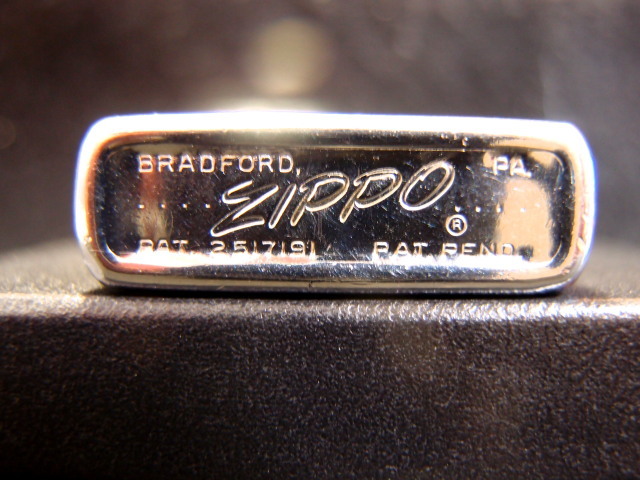 BRADFORD, PA.
.... ZIPPO ® ....
PAT. 2517191 PAT. PEND.